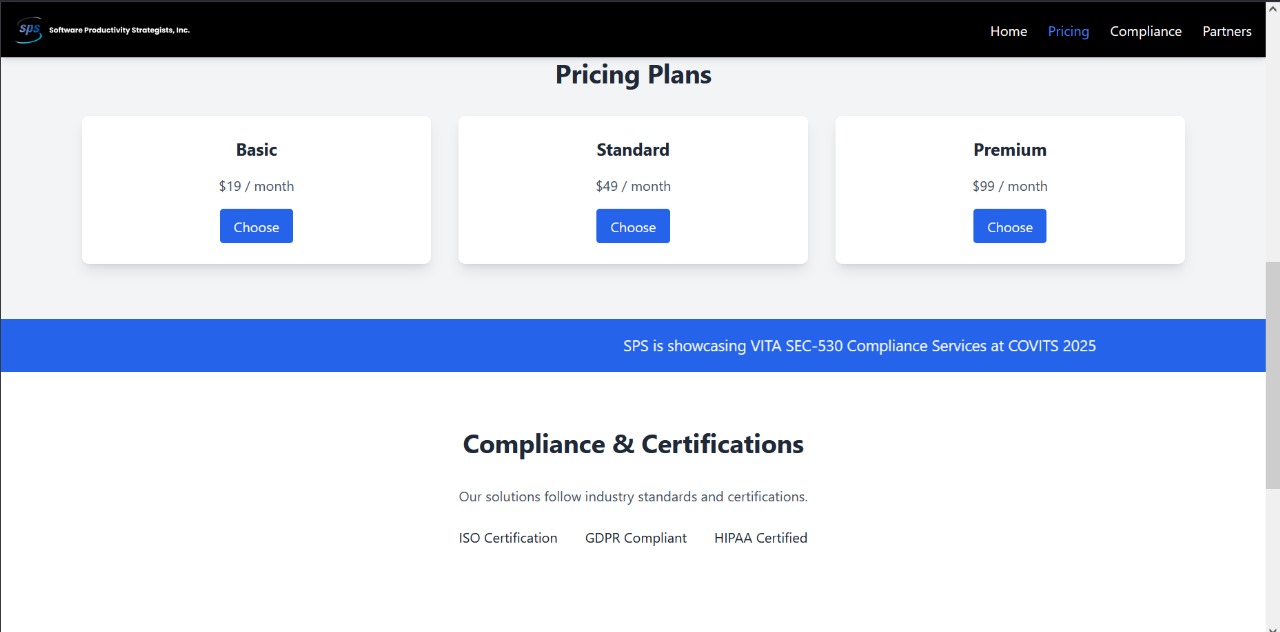 sps Software Productivity Strategists, Inc.
Home Pricing Compliance Partners
Pricing Plans
Basic
$19 / month
Choose
Standard
$49 / month
Choose
Premium
$99 / month
Choose
SPS is showcasing VITA SEC-530 Compliance Services at COVITS 2025
Compliance & Certifications
Our solutions follow industry standards and certifications.
ISO Certification GDPR Compliant HIPAA Certified